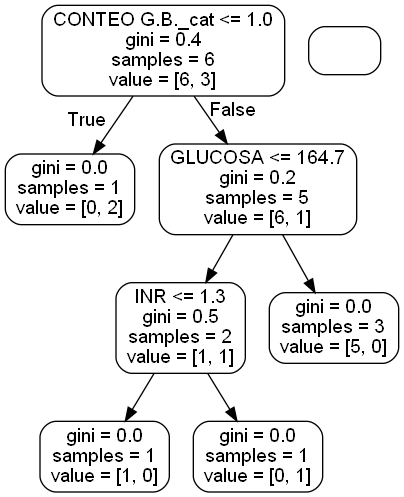 CONTEO G.B._cat <= 1.0
gini = 0.4
samples = 6
value = [6, 3]
True
False
gini = 0.0
samples = 1
value = [0, 2]
GLUCOSA <= 164.7
gini = 0.2
samples = 5
value = [6, 1]
INR <= 1.3
gini = 0.5
samples = 2
value = [1, 1]
gini = 0.0
samples = 3
value = [5, 0]
gini = 0.0
samples = 1
value = [1, 0]
gini = 0.0
samples = 1
value = [0, 1]